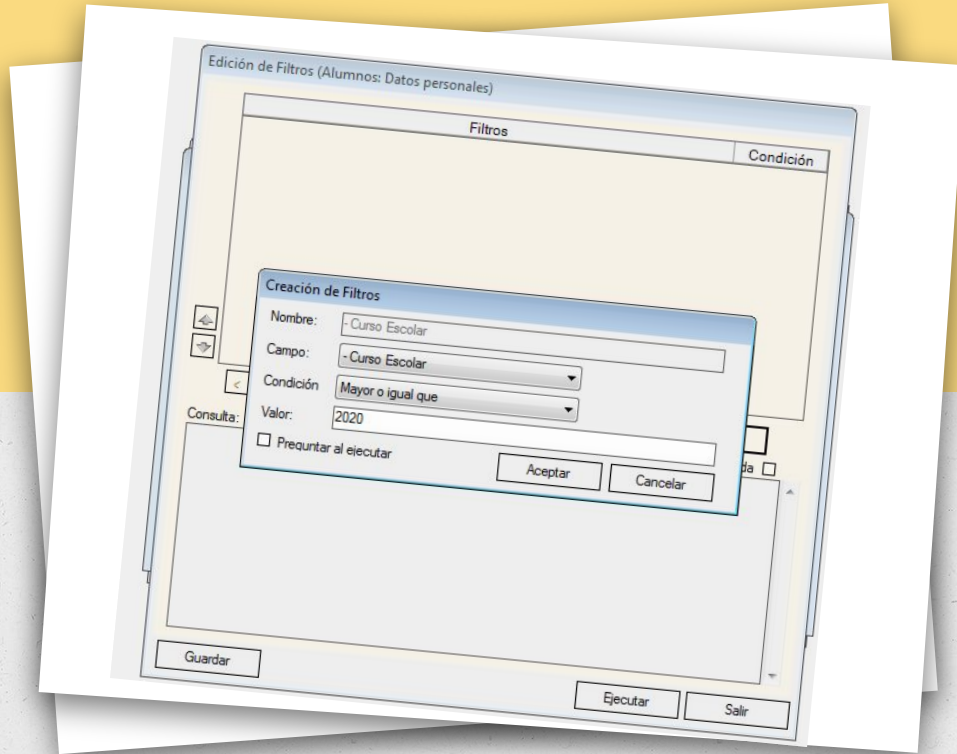 Edición de Filtros (Alumnos: Datos personales)
Filtros
Condición
Creación de Filtros
Nombre: - Curso Escolar
Campo: - Curso Escolar
Condición Mayor o igual que
Valor: 2020
Preguntar al ejecutar
Aceptar Cancelar
<
Consulta:
da
Guardar
Ejecutar Salir